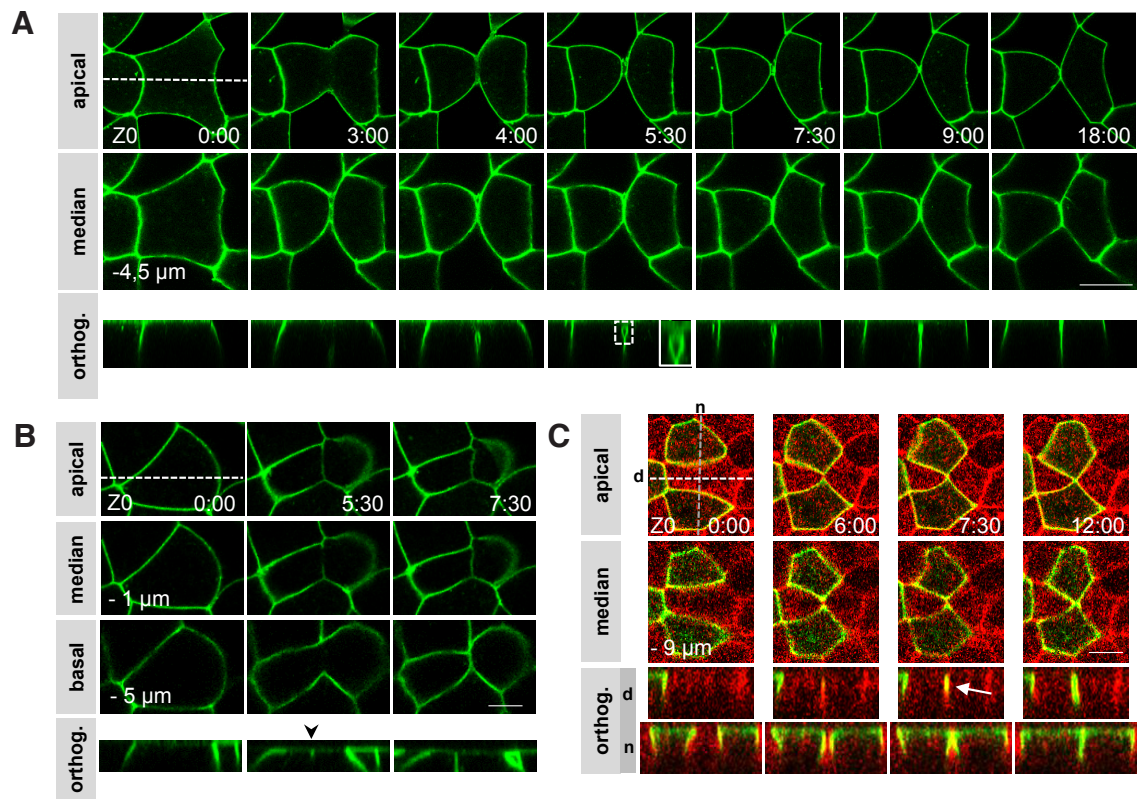 A
apical
Z0 0:00 3:00 4:00 5:30 7:30 9:00 18:00
median
-4,5 µm
orthog.
B
apical
Z0 0:00 5:30 7:30
median
- 1 µm
basal
- 5 µm
orthog.
C
n
apical
d
Z0 0:00 6:00 7:30 12:00
median
- 9 µm
orthog.
d
n